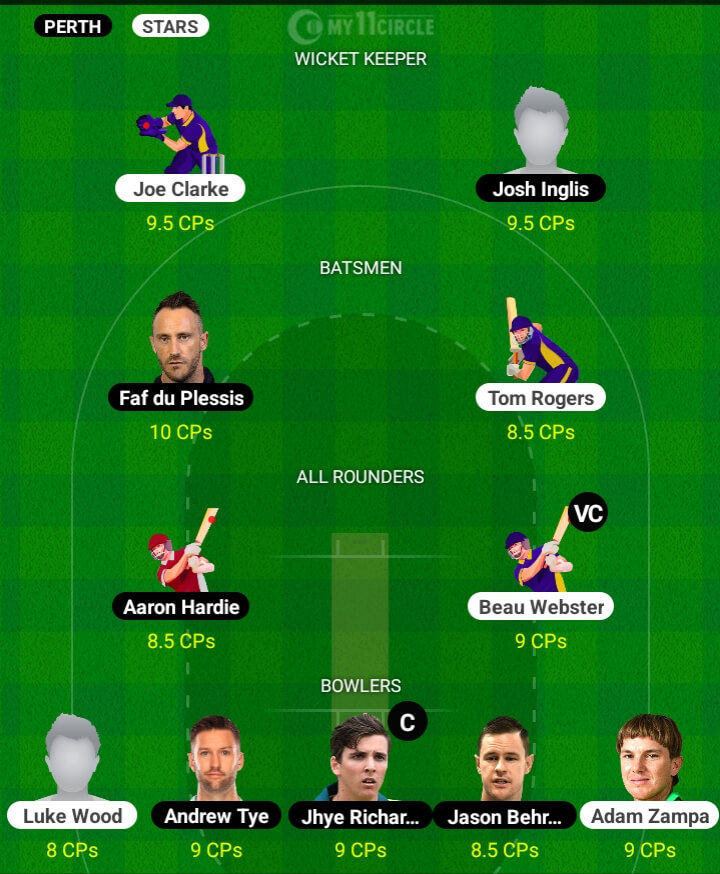 PERTH STARS MY11CIRCLE
WICKET KEEPER
Joe Clarke Josh Inglis
9.5 CPs 9.5 CPs
BATSMEN
Faf du Plessis Tom Rogers
10 CPs 8.5 CPs
ALL ROUNDERS
VC
Aaron Hardie Beau Webster
8.5 CPs 9 CPs
BOWLERS
C
Luke Wood Andrew Tye Jhye Richar... Jason Behr... Adam Zampa
8 CPs 9 CPs 9 CPs 8.5 CPs 9 CPs